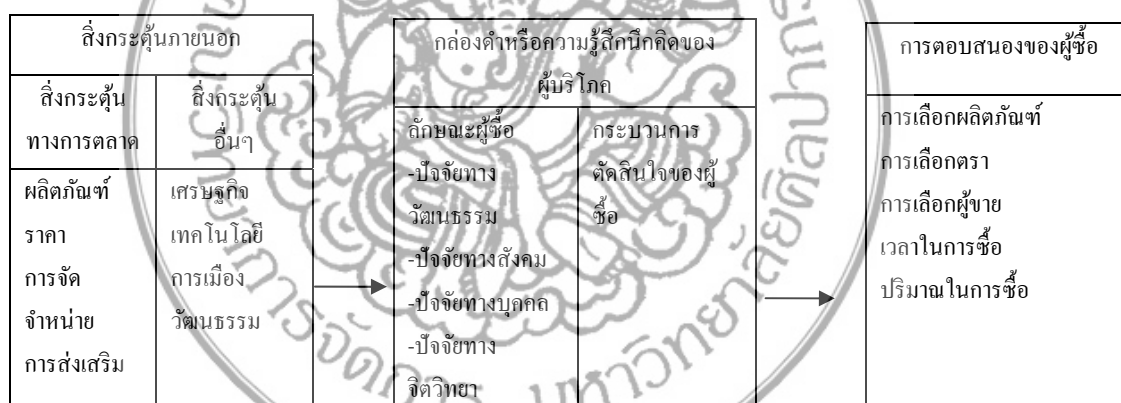 สิ่งกระตุ้นภายนอก
สิ่งกระตุ้น
ทางการตลาด
สิ่งกระตุ้น
อื่นๆ
ผลิตภัณฑ์
ราคา
การจัด
จำหน่าย
การส่งเสริม
เศรษฐกิจ
เทคโนโลยี
การเมือง
วัฒนธรรม
กล่องดำหรือความรู้สึกนึกคิดของ
ผู้บริโภค
ลักษณะผู้ซื้อ
-ปัจจัยทาง
วัฒนธรรม
-ปัจจัยทางสังคม
-ปัจจัยทางบุคคล
-ปัจจัยทาง
จิตวิทยา
กระบวนการ
ตัดสินใจของผู้
ซื้อ
การตอบสนองของผู้ซื้อ
การเลือกผลิตภัณฑ์
การเลือกตรา
การเลือกผู้ขาย
เวลาในการซื้อ
ปริมาณในการซื้อ